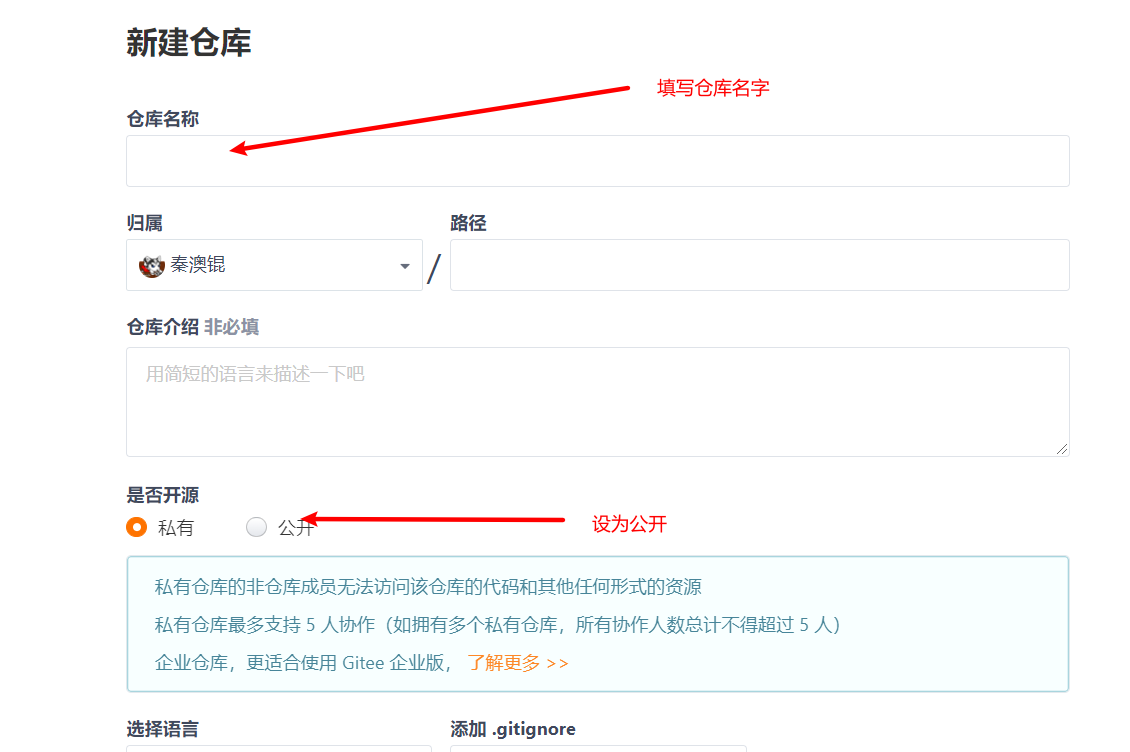 新建仓库
填写仓库名字
仓库名称
归属
路径
秦澳锟
/
仓库介绍 非必填
用简短的语言来描述一下吧
是否开源
私有
公开
设为公开
私有仓库的非仓库成员无法访问该仓库的代码和其他任何形式的资源
私有仓库最多支持 5 人协作（如拥有多个私有仓库，所有协作人数总计不得超过 5 人）
企业仓库，更适合使用 Gitee 企业版， 了解更多 >>
选择语言
添加 .gitignore